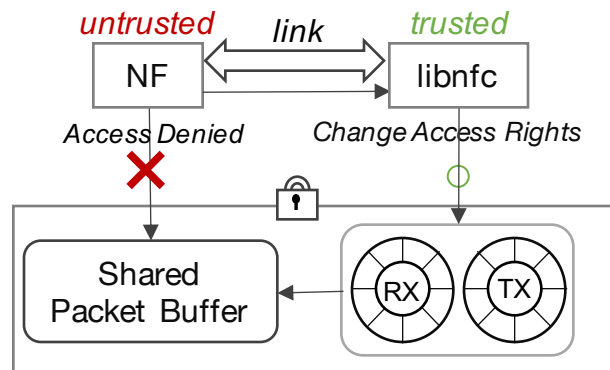 untrusted
link
trusted
NF
libnfc
Access Denied
Change Access Rights
Shared
Packet Buffer
RX
TX